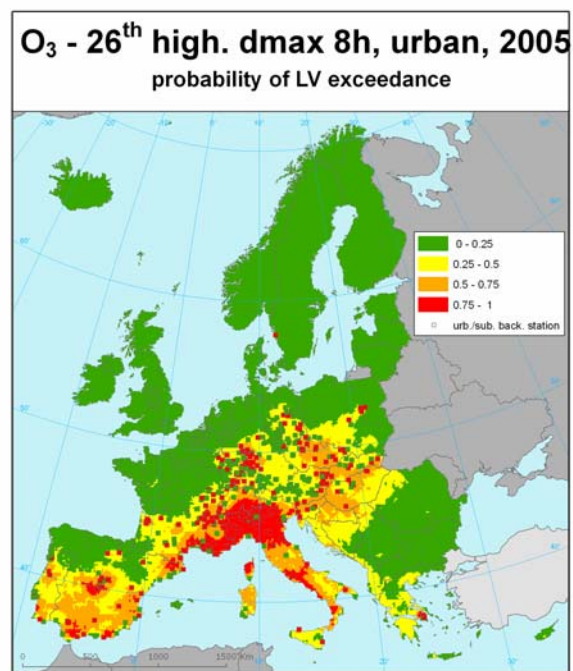 O₃ - 26th high. dmax 8h, urban, 2005
probability of LV exceedance
0 - 0.25
0.25 - 0.5
0.5 - 0.75
0.75 - 1
urb./sub. back. station
0 500 1000 1500 Km